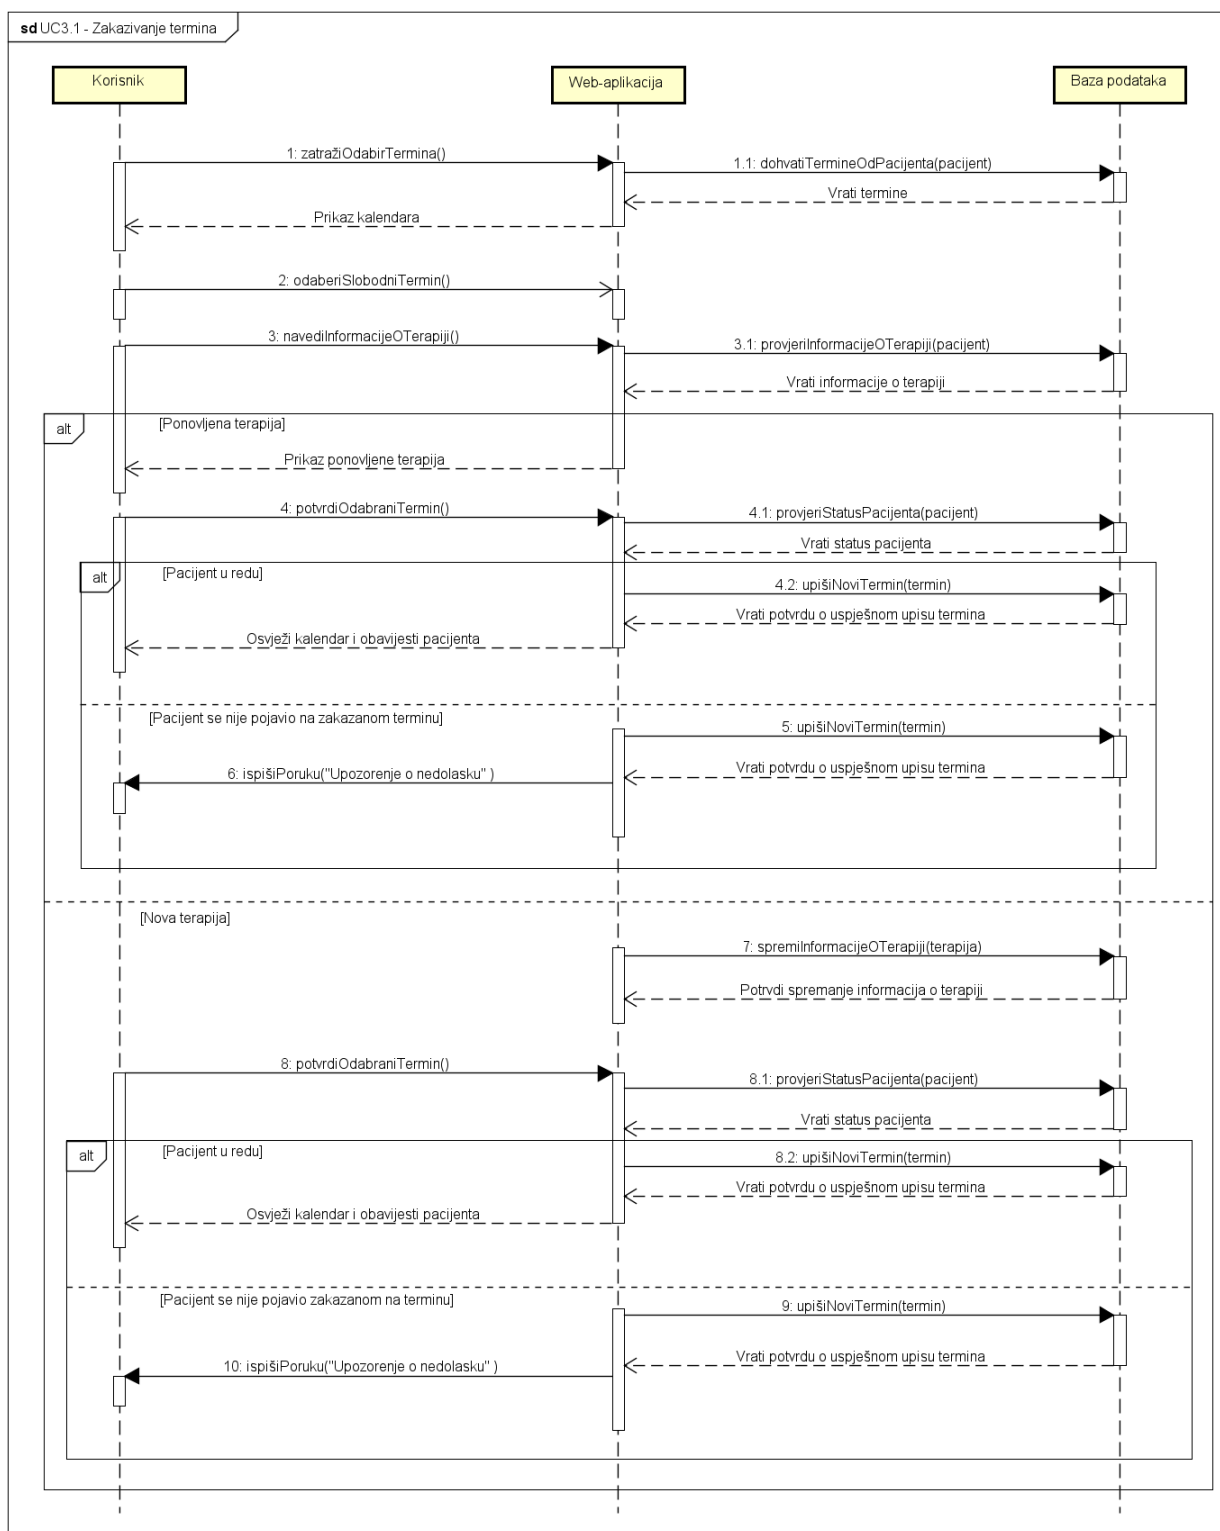 sd UC3.1 - Zakazivanje termina
Korisnik
Web-aplikacija
Baza podataka
1: zatražiOdabirTermina()
1.1: dohvatiTermineOdPacijenta(pacijent)
Vrati termine
Prikaz kalendara
2: odaberiSlobodniTermin()
3: navediInformacijeOTerapiji()
3.1: provjeriInformacijeOTerapiji(pacijent)
Vrati informacije o terapiji
alt
[Ponovljena terapija]
Prikaz ponovljene terapija
4: potvrdiOdabraniTermin()
4.1: provjeriStatusPacijenta(pacijent)
Vrati status pacijenta
alt
[Pacijent u redu]
4.2: upišiNoviTermin(termin)
Vrati potvrdu o uspješnom upisu termina
Osvježi kalendar i obavijesti pacijenta
[Pacijent se nije pojavio na zakazanom terminu]
5: upišiNoviTermin(termin)
Vrati potvrdu o uspješnom upisu termina
6: ispišiPoruku("Upozorenje o nedolasku" )
[Nova terapija]
7: spremiInformacijeOTerapiji(terapija)
Potrvdi spremanje informacija o terapiji
8: potvrdiOdabraniTermin()
8.1: provjeriStatusPacijenta(pacijent)
Vrati status pacijenta
alt
[Pacijent u redu]
8.2: upišiNoviTermin(termin)
Vrati potvrdu o uspješnom upisu termina
Osvježi kalendar i obavijesti pacijenta
[Pacijent se nije pojavio zakazanom na terminu]
9: upišiNoviTermin(termin)
Vrati potvrdu o uspješnom upisu termina
10: ispišiPoruku("Upozorenje o nedolasku" )